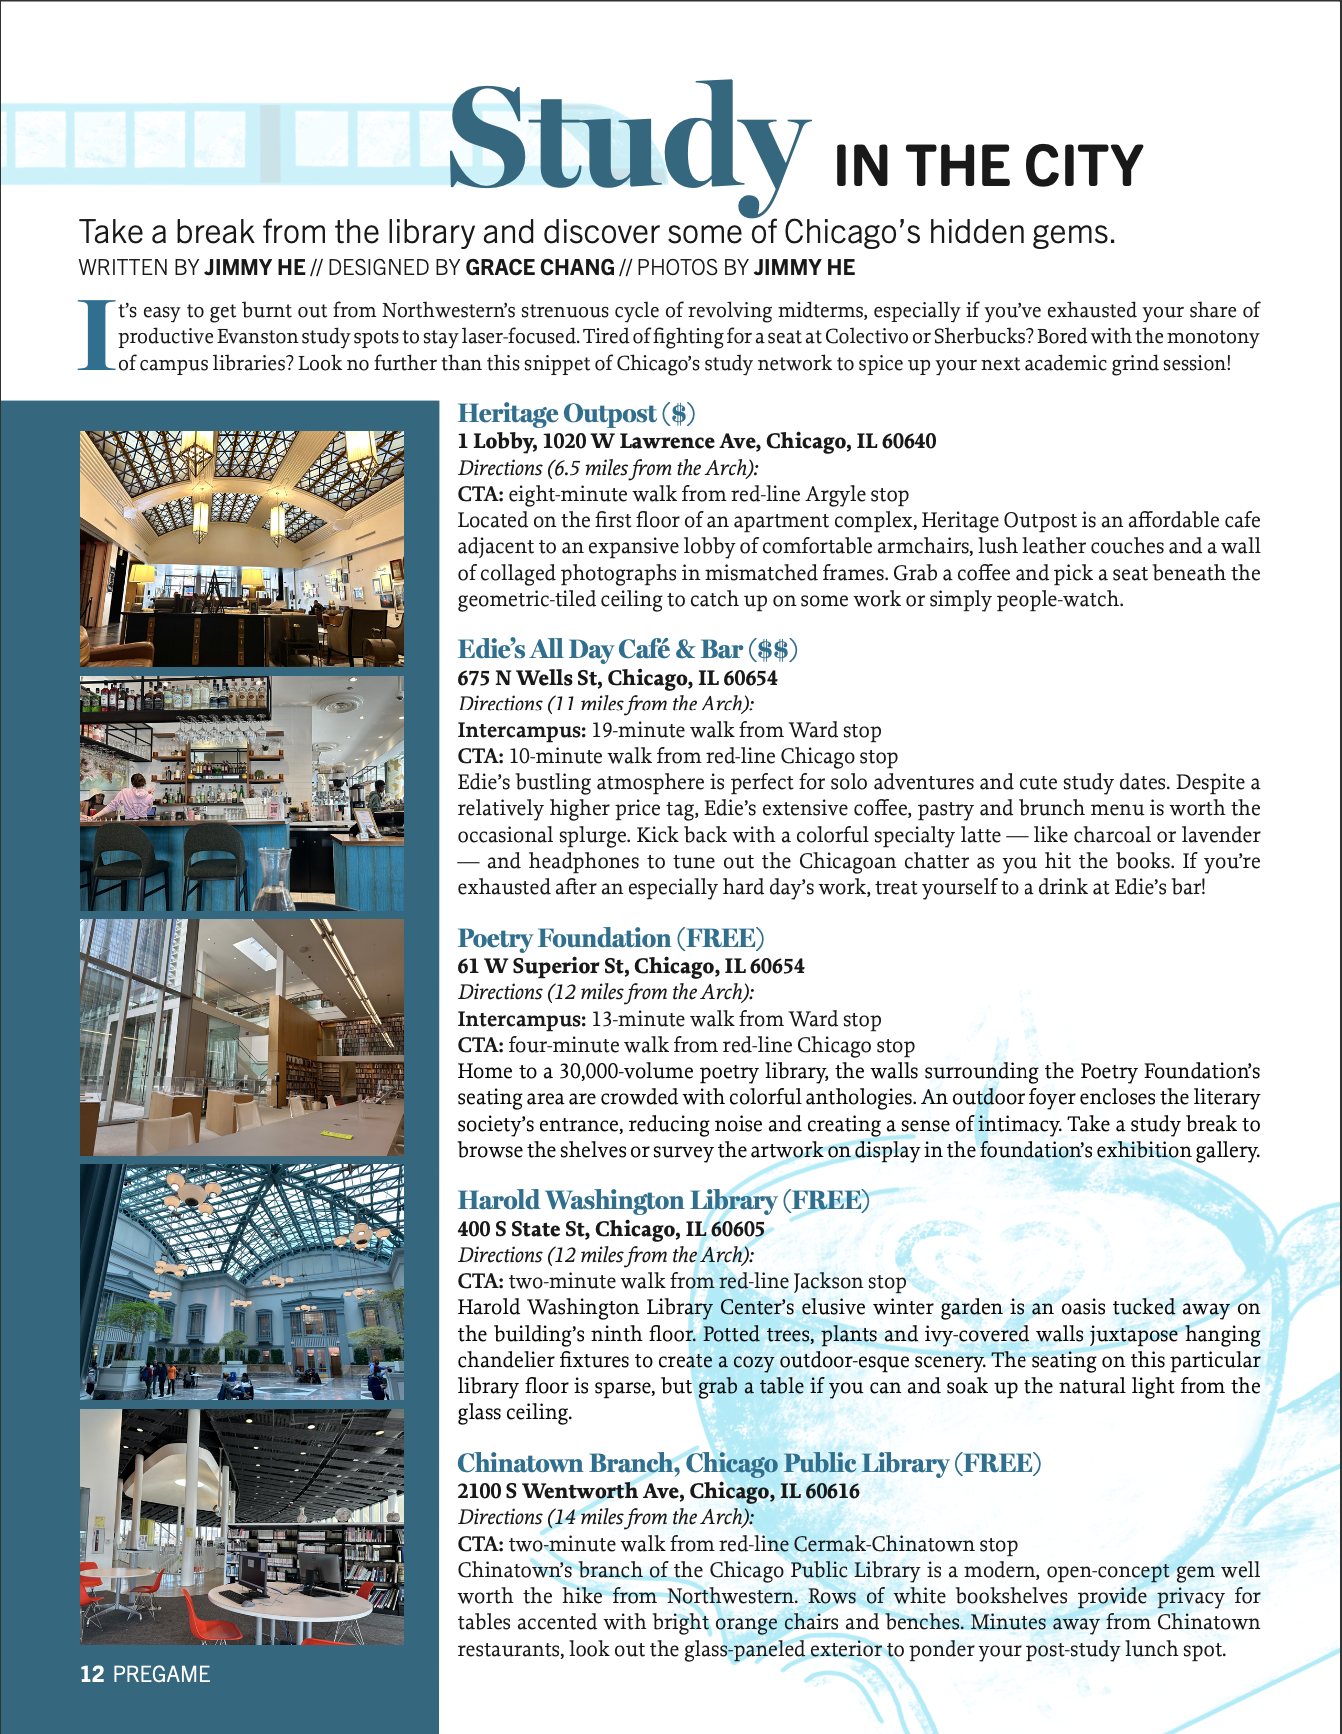 Study IN THE CITY
Take a break from the library and discover some of Chicago’s hidden gems.
WRITTEN BY JIMMY HE // DESIGNED BY GRACE CHANG // PHOTOS BY JIMMY HE
It’s easy to get burnt out from Northwestern’s strenuous cycle of revolving midterms, especially if you’ve exhausted your share of
productive Evanston study spots to stay laser-focused. Tired of fighting for a seat at Colectivo or Sherbucks? Bored with the monotony
of campus libraries? Look no further than this snippet of Chicago’s study network to spice up your next academic grind session!
Heritage Outpost ($)
1 Lobby, 1020 W Lawrence Ave, Chicago, IL 60640
Directions (6.5 miles from the Arch):
CTA: eight-minute walk from red-line Argyle stop
Located on the first floor of an apartment complex, Heritage Outpost is an affordable cafe
adjacent to an expansive lobby of comfortable armchairs, lush leather couches and a wall
of collaged photographs in mismatched frames. Grab a coffee and pick a seat beneath the
geometric-tiled ceiling to catch up on some work or simply people-watch.
Edie’s All Day Café & Bar ($$)
675 N Wells St, Chicago, IL 60654
Directions (11 miles from the Arch):
Intercampus: 19-minute walk from Ward stop
CTA: 10-minute walk from red-line Chicago stop
Edie’s bustling atmosphere is perfect for solo adventures and cute study dates. Despite a
relatively higher price tag, Edie’s extensive coffee, pastry and brunch menu is worth the
occasional splurge. Kick back with a colorful specialty latte — like charcoal or lavender
— and headphones to tune out the Chicagoan chatter as you hit the books. If you’re
exhausted after an especially hard day’s work, treat yourself to a drink at Edie’s bar!
Poetry Foundation (FREE)
61 W Superior St, Chicago, IL 60654
Directions (12 miles from the Arch):
Intercampus: 13-minute walk from Ward stop
CTA: four-minute walk from red-line Chicago stop
Home to a 30,000-volume poetry library, the walls surrounding the Poetry Foundation’s
seating area are crowded with colorful anthologies. An outdoor foyer encloses the literary
society’s entrance, reducing noise and creating a sense of intimacy. Take a study break to
browse the shelves or survey the artwork on display in the foundation’s exhibition gallery.
Harold Washington Library (FREE)
400 S State St, Chicago, IL 60605
Directions (12 miles from the Arch):
CTA: two-minute walk from red-line Jackson stop
Harold Washington Library Center’s elusive winter garden is an oasis tucked away on
the building’s ninth floor. Potted trees, plants and ivy-covered walls juxtapose hanging
chandelier fixtures to create a cozy outdoor-esque scenery. The seating on this particular
library floor is sparse, but grab a table if you can and soak up the natural light from the
glass ceiling.
Chinatown Branch, Chicago Public Library (FREE)
2100 S Wentworth Ave, Chicago, IL 60616
Directions (14 miles from the Arch):
CTA: two-minute walk from red-line Cermak-Chinatown stop
Chinatown’s branch of the Chicago Public Library is a modern, open-concept gem well
worth the hike from Northwestern. Rows of white bookshelves provide privacy for
tables accented with bright orange chairs and benches. Minutes away from Chinatown
restaurants, look out the glass-paneled exterior to ponder your post-study lunch spot.
12 PREGAME